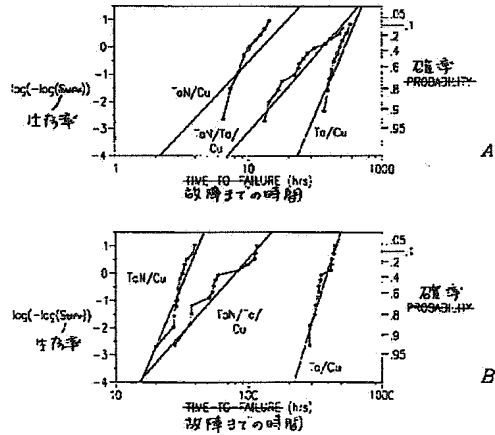 1
0
-1
-2
-3
-4
log(-log(Surv))
生存率
TaN/Cu
TaN/Ta/
Cu
Ta/Cu
.05
.1
.2
.4
.6
.8
.9
.95
確率
PROBABILITY
1
10
100
1000
TIME TO FAILURE (hrs)
故障までの時間
A
1
0
-1
-2
-3
-4
log(-log(Surv))
生存率
TaN/Cu
TaN/Ta/
Cu
Ta/Cu
.05
.1
.2
.4
.6
.8
.9
.95
確率
PROBABILITY
10
100
1000
TIME TO FAILURE (hrs)
故障までの時間
B